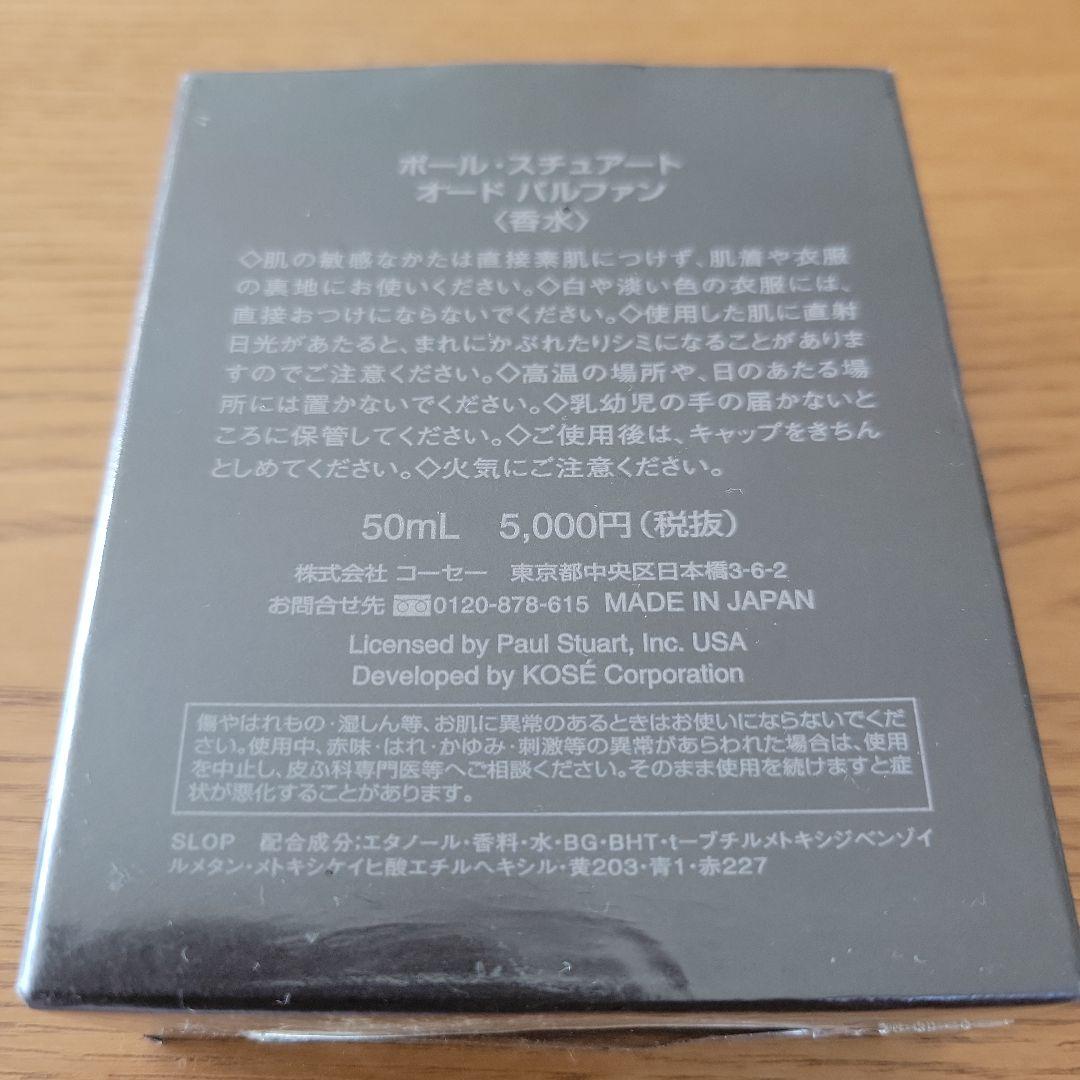 ポール・スチュアート
オード パルファン
〈香水〉
◇肌の敏感なかたは直接素肌につけず、肌着や衣服
の裏地にお使いください。◇白や淡い色の衣服には、
直接おつけにならないでください。◇使用した肌に直射
日光があたると、まれにかぶれたりシミになることがありま
すのでご注意ください。◇高温の場所や、日のあたる場
所には置かないでください。◇乳幼児の手の届かないと
ころに保管してください。◇ご使用後は、キャップをきちん
としめてください。◇火気にご注意ください。
50mL 5,000円(税抜)
株式会社 コーセー 東京都中央区日本橋3-6-2
お問合せ先 0120-878-615 MADE IN JAPAN
Licensed by Paul Stuart, Inc. USA
Developed by KOSÉ Corporation
傷やはれもの・湿しん等、お肌に異常のあるときはお使いにならないでくだ
さい。使用中、赤味・はれ・かゆみ・刺激等の異常があらわれた場合は、使用
を中止し、皮ふ科専門医等へご相談ください。そのまま使用を続けますと症
状が悪化することがあります。
SLOP 配合成分;エタノール・香料・水・BG・BHT・t-ブチルメトキシジベンゾイ
ルメタン・メトキシケイヒ酸エチルヘキシル・黄203・青1・赤227